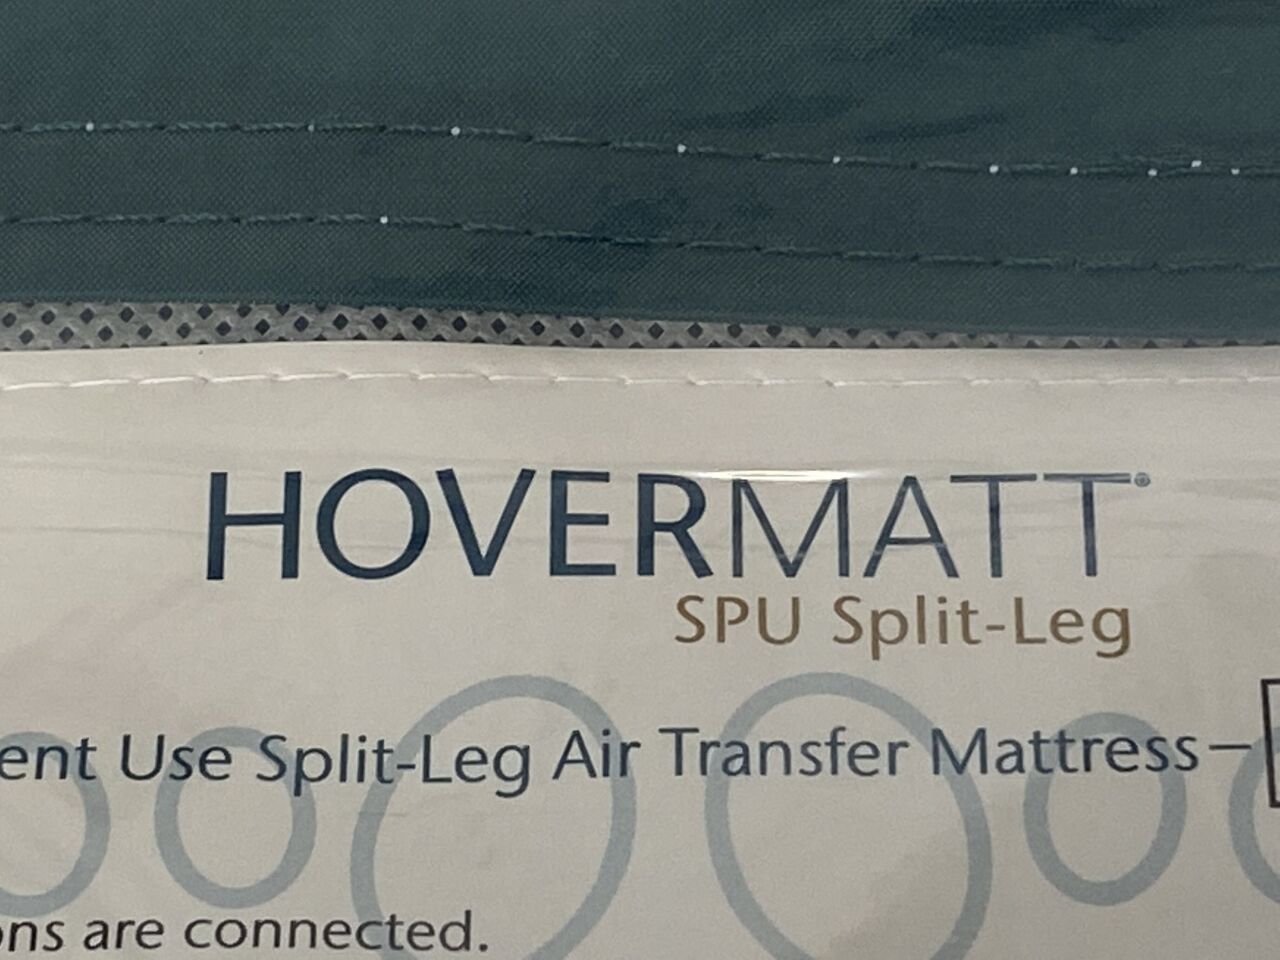 HOVERMATT®
SPU Split-Leg
ent Use Split-Leg Air Transfer Mattress–
ons are connected.